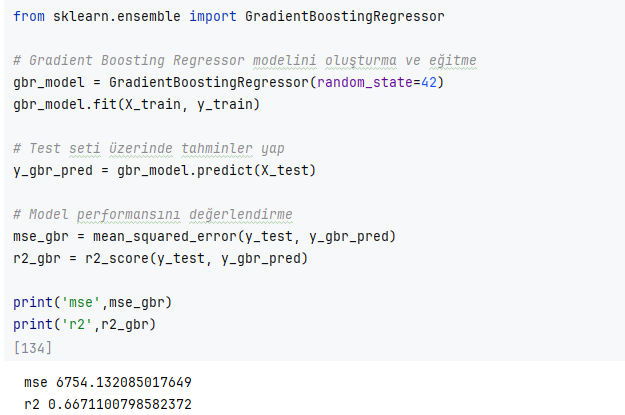 from sklearn.ensemble import GradientBoostingRegressor
# Gradient Boosting Regressor modelini oluşturma ve eğitme
gbr_model = GradientBoostingRegressor(random_state=42)
gbr_model.fit(X_train, y_train)
# Test seti üzerinde tahminler yap
y_gbr_pred = gbr_model.predict(X_test)
# Model performansını değerlendirme
mse_gbr = mean_squared_error(y_test, y_gbr_pred)
r2_gbr = r2_score(y_test, y_gbr_pred)
print('mse',mse_gbr)
print('r2',r2_gbr)
[134]
mse 6754.132085017649
r2 0.6671100798582372